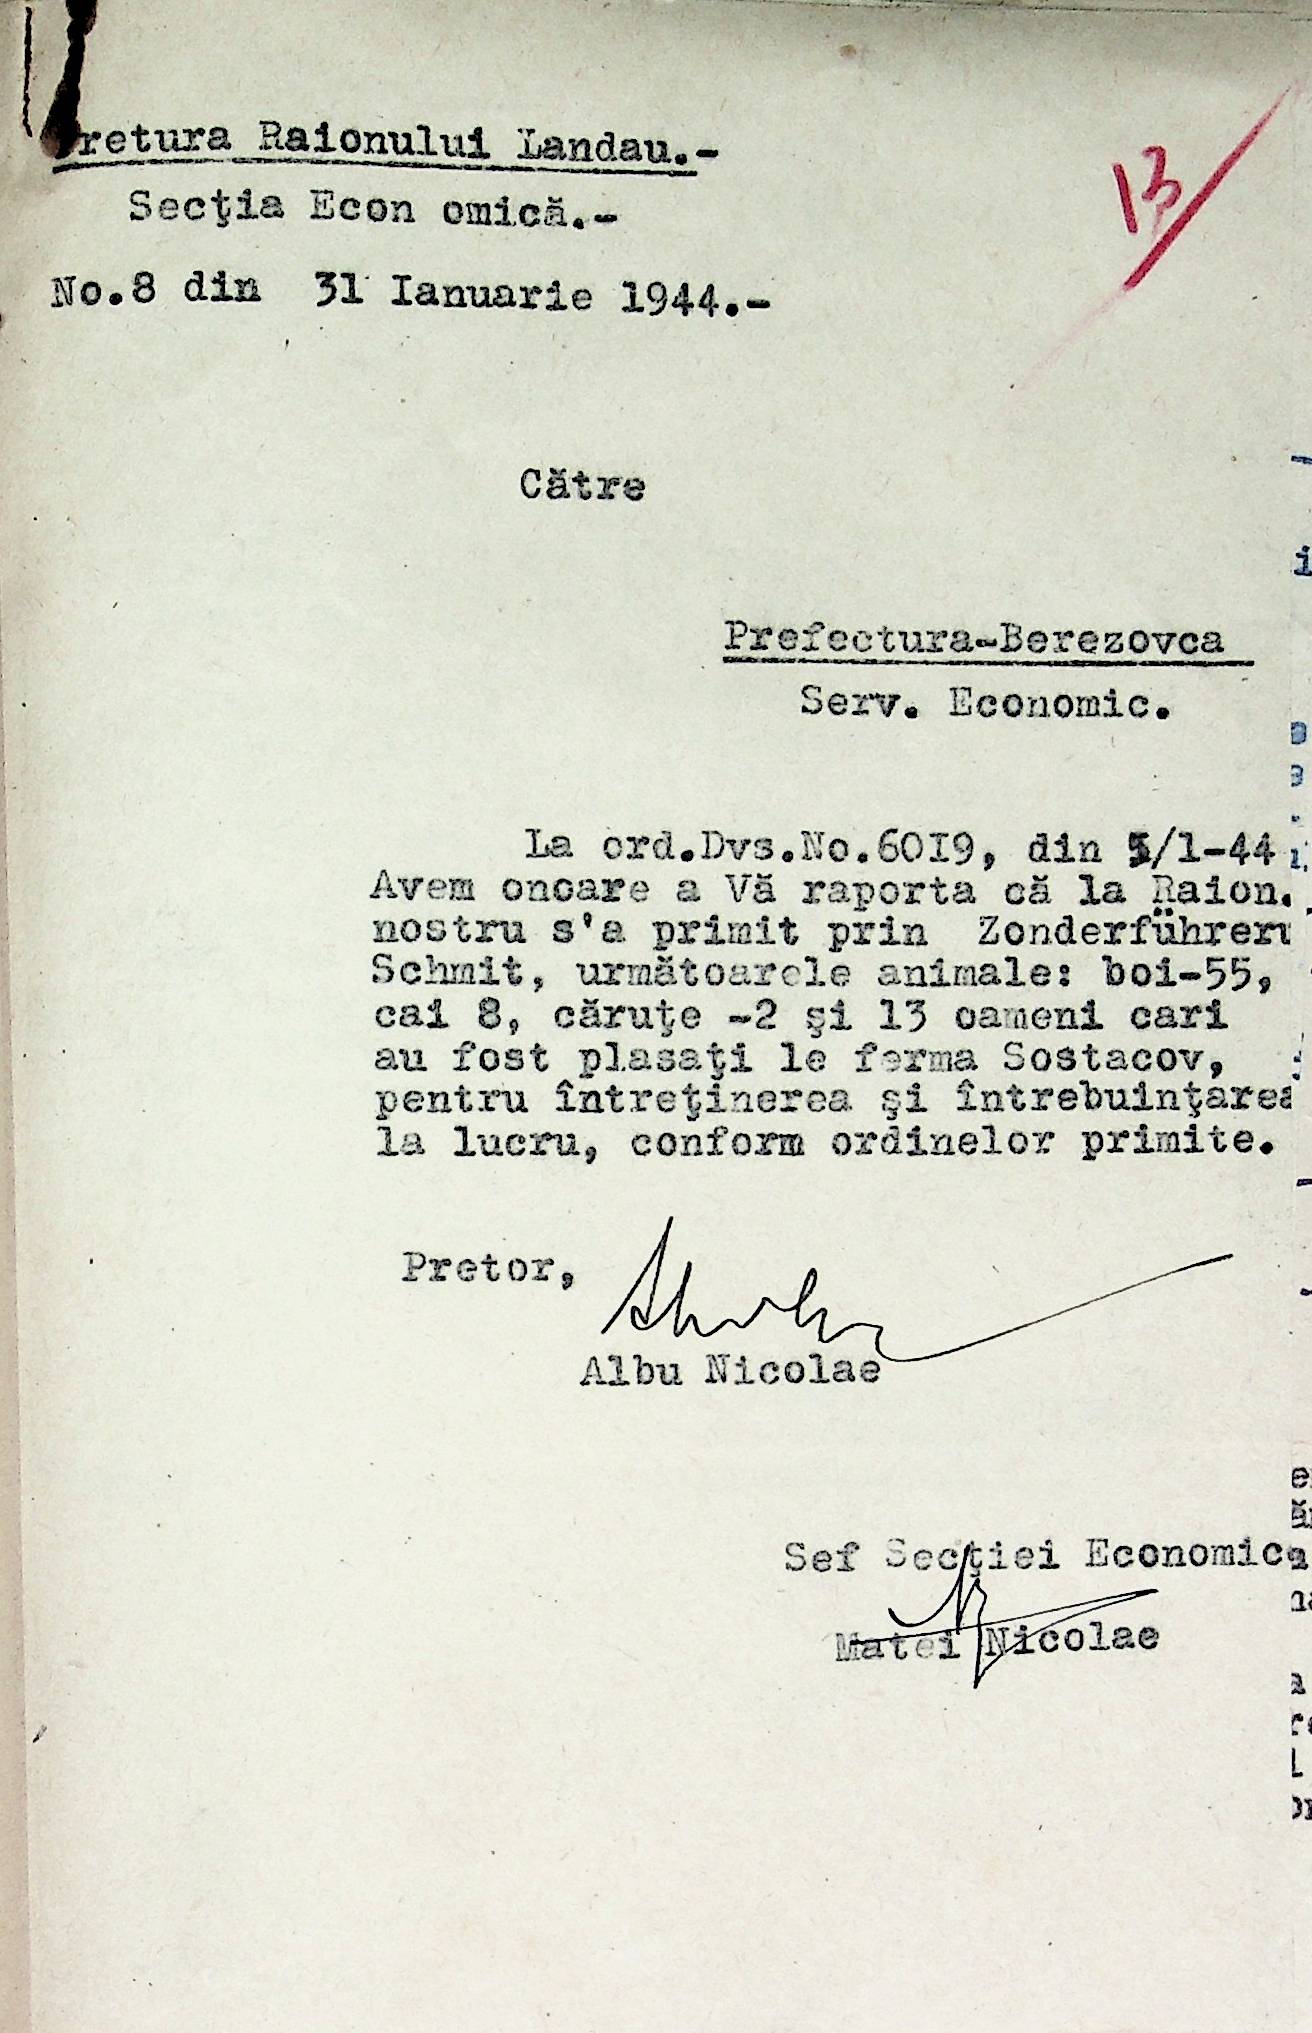 Pretura Raionului Landau.-
Secţia Econ omică.-
No.8 din 31 Ianuarie 1944.-
13
Către
Prefectura-Berezovca
Serv. Economic.
La ord.Dvs.No.60I9, din 5/1-44
Avem onoare a Vă raporta că la Raion.
nostru s'a primit prin Zonderführeru
Schmit, următoarele animale: boi-55,
cai 8, căruţe -2 şi 13 oameni cari
au fost plasaţi le ferma Sostacov,
pentru întreţinerea şi întrebuinţarea
la lucru, conform ordinelor primite.
Pretor,
Albu Nicolae
Sef Secţiei Economice
Matei Nicolae